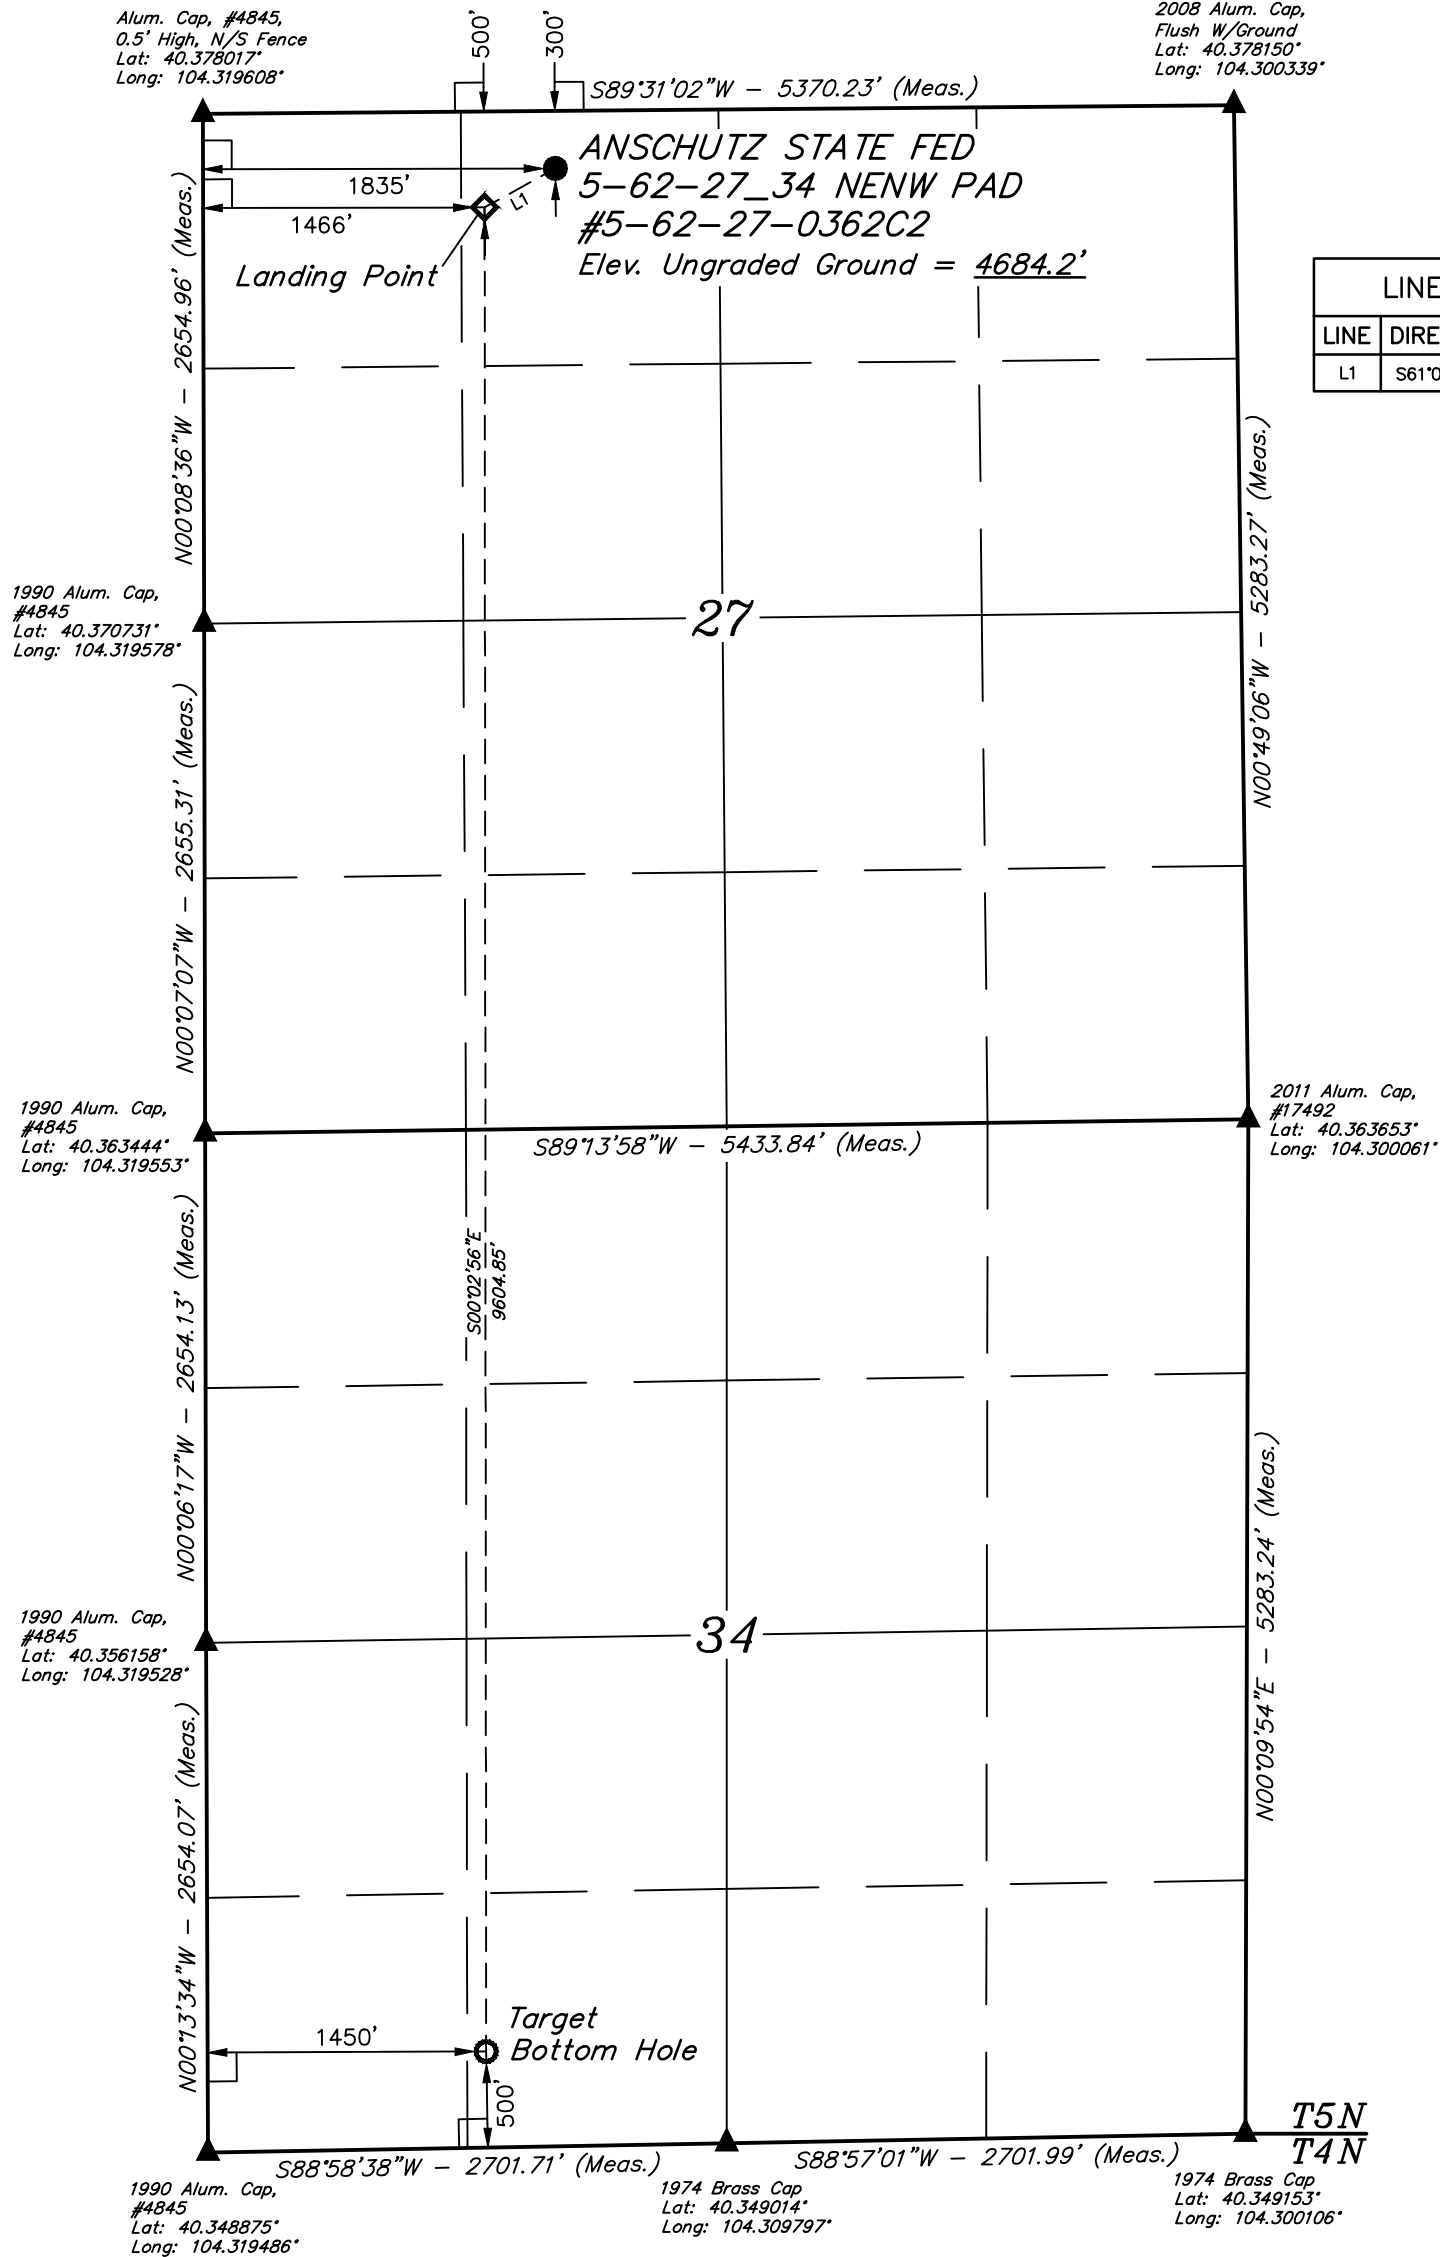 Alum. Cap, #4845,
0.5' High, N/S Fence
Lat: 40.378017°
Long: 104.319608°
500'
300'
2008 Alum. Cap,
Flush W/Ground
Lat: 40.378150°
Long: 104.300339°
S89°31'02"W - 5370.23' (Meas.)
ANSCHUTZ STATE FED
5-62-27_34 NENW PAD
#5-62-27-0362C2
Elev. Ungraded Ground = 4684.2'
1835'
L1
1466'
Landing Point
LINE
LINE DIRE
L1 S61°0
N00°08'36"W - 2654.96' (Meas.)
N00°49'06"W - 5283.27' (Meas.)
1990 Alum. Cap,
#4845
Lat: 40.370731°
Long: 104.319578°
27
N00°07'07"W - 2655.31' (Meas.)
1990 Alum. Cap,
#4845
Lat: 40.363444°
Long: 104.319553°
2011 Alum. Cap,
#17492
Lat: 40.363653°
Long: 104.300061°
S89°13'58"W - 5433.84' (Meas.)
S00°02'56"E
9604.85'
N00°06'17"W - 2654.13' (Meas.)
N00°09'54"E - 5283.24' (Meas.)
1990 Alum. Cap,
#4845
Lat: 40.356158°
Long: 104.319528°
34
N00°13'34"W - 2654.07' (Meas.)
Target
Bottom Hole
1450'
500'
T5N
T4N
S88°58'38"W - 2701.71' (Meas.)
S88°57'01"W - 2701.99' (Meas.)
1990 Alum. Cap,
#4845
Lat: 40.348875°
Long: 104.319486°
1974 Brass Cap
Lat: 40.349014°
Long: 104.309797°
1974 Brass Cap
Lat: 40.349153°
Long: 104.300106°